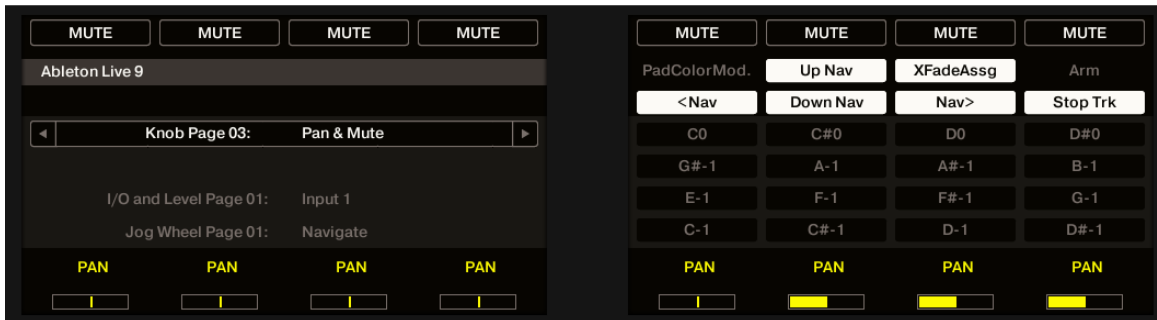 MUTE MUTE MUTE MUTE
Ableton Live 9
Knob Page 03: Pan & Mute
I/O and Level Page 01: Input 1
Jog Wheel Page 01: Navigate
PAN PAN PAN PAN
MUTE MUTE MUTE MUTE
PadColorMod. Up Nav XFadeAssg Arm
<Nav Down Nav Nav> Stop Trk
C0 C#0 D0 D#0
G#-1 A-1 A#-1 B-1
E-1 F-1 F#-1 G-1
C-1 C#-1 D-1 D#-1
PAN PAN PAN PAN